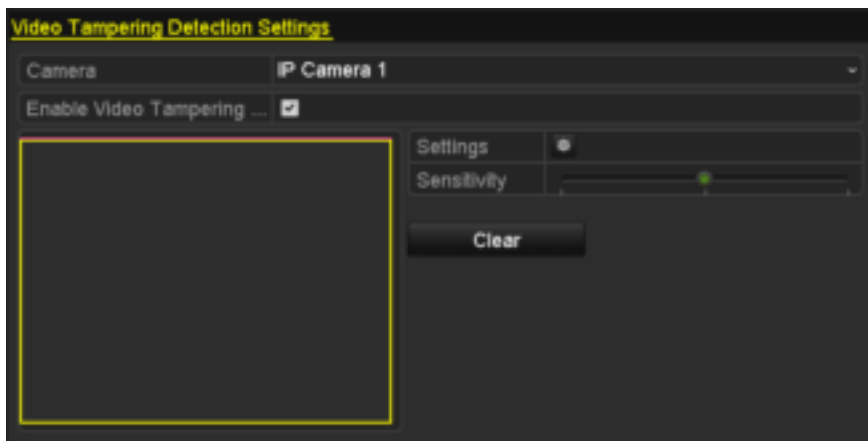 Video Tampering Detection Settings
Camera IP Camera 1
Enable Video Tampering ...
Settings
Sensitivity
Clear